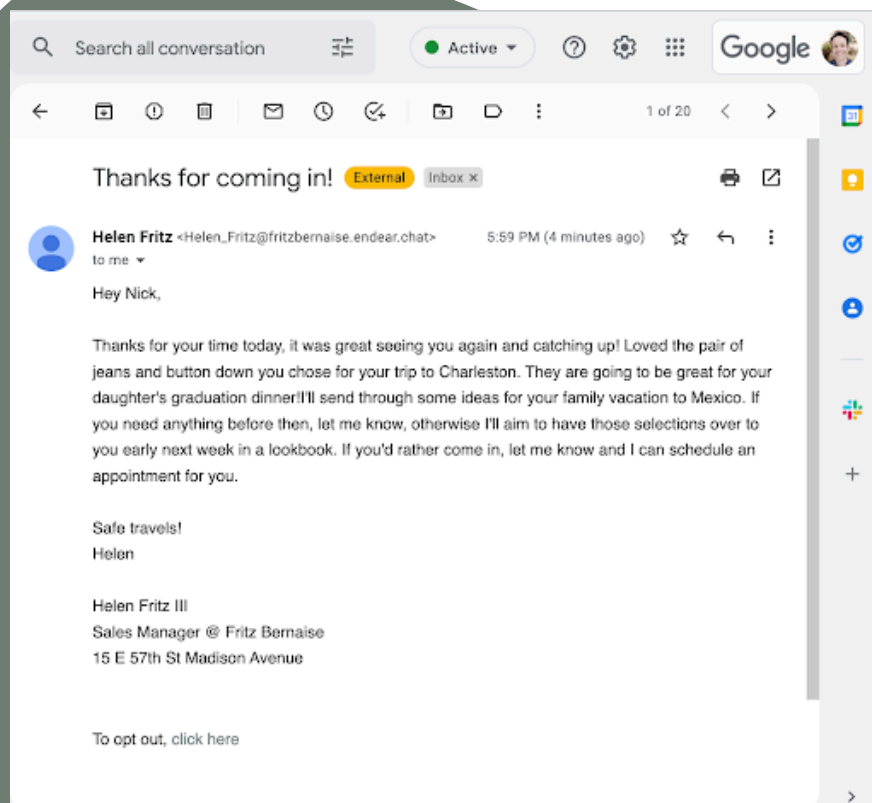 Search all conversation
Active
Google
1 of 20
31
Thanks for coming in! External Inbox ×
Helen Fritz <Helen_Fritz@fritzbernaise.endear.chat> 5:59 PM (4 minutes ago)
to me
Hey Nick,
Thanks for your time today, it was great seeing you again and catching up! Loved the pair of
jeans and button down you chose for your trip to Charleston. They are going to be great for your
daughter's graduation dinner!I'll send through some ideas for your family vacation to Mexico. If
you need anything before then, let me know, otherwise I'll aim to have those selections over to
you early next week in a lookbook. If you'd rather come in, let me know and I can schedule an
appointment for you.
Safe travels!
Helen
Helen Fritz III
Sales Manager @ Fritz Bernaise
15 E 57th St Madison Avenue
To opt out, click here